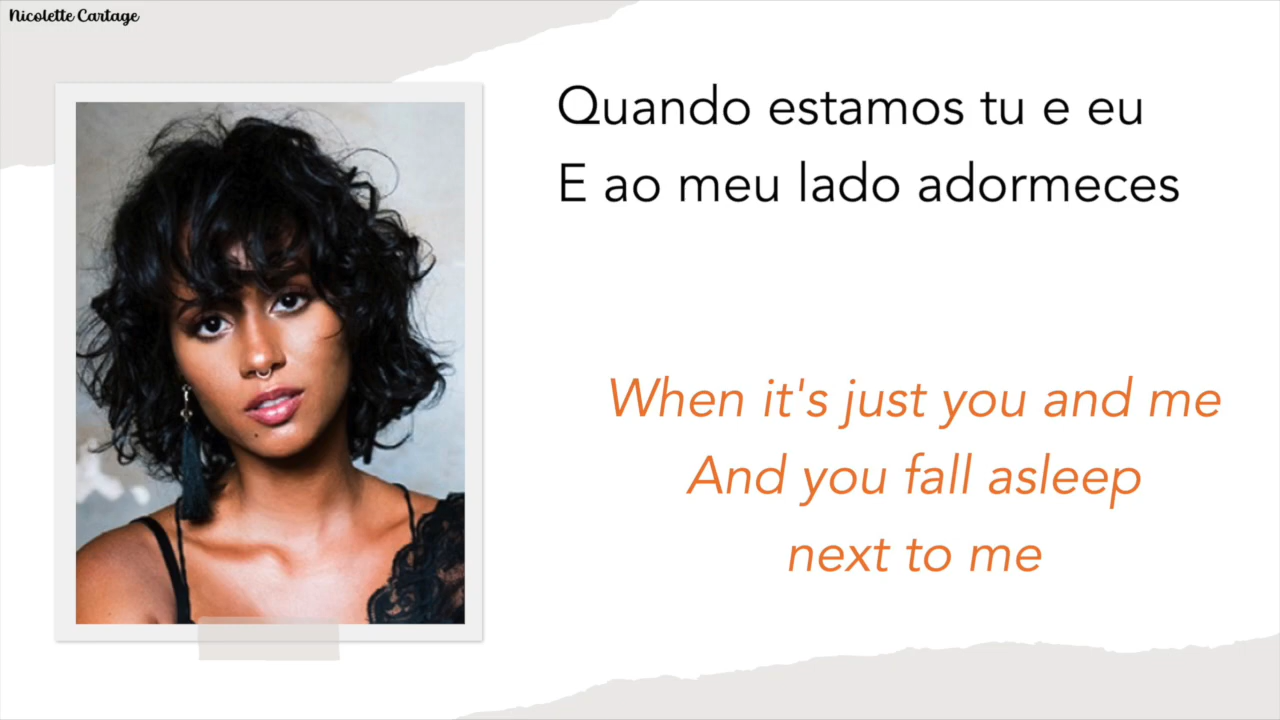 Nicolette Cartage
Quando estamos tu e eu
E ao meu lado adormeces
When it's just you and me
And you fall asleep
next to me